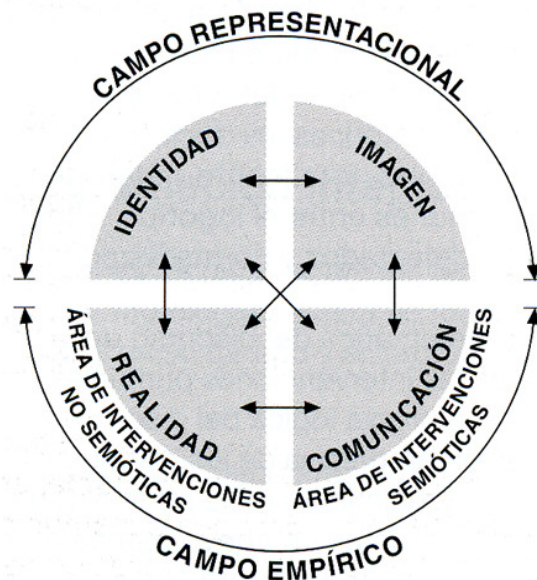 CAMPO REPRESENTACIONAL
IDENTIDAD
IMAGEN
REALIDAD
COMUNICACIÓN
ÁREA DE INTERVENCIONES
NO SEMIÓTICAS
ÁREA DE INTERVENCIONES
SEMIÓTICAS
CAMPO EMPÍRICO